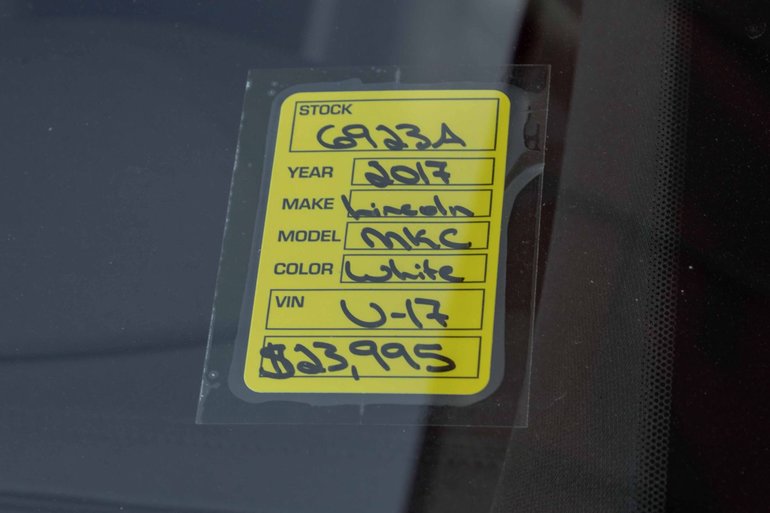 STOCK
6923A
YEAR 2017
MAKE Lincoln
MODEL MKC
COLOR White
VIN U-17
$23,995